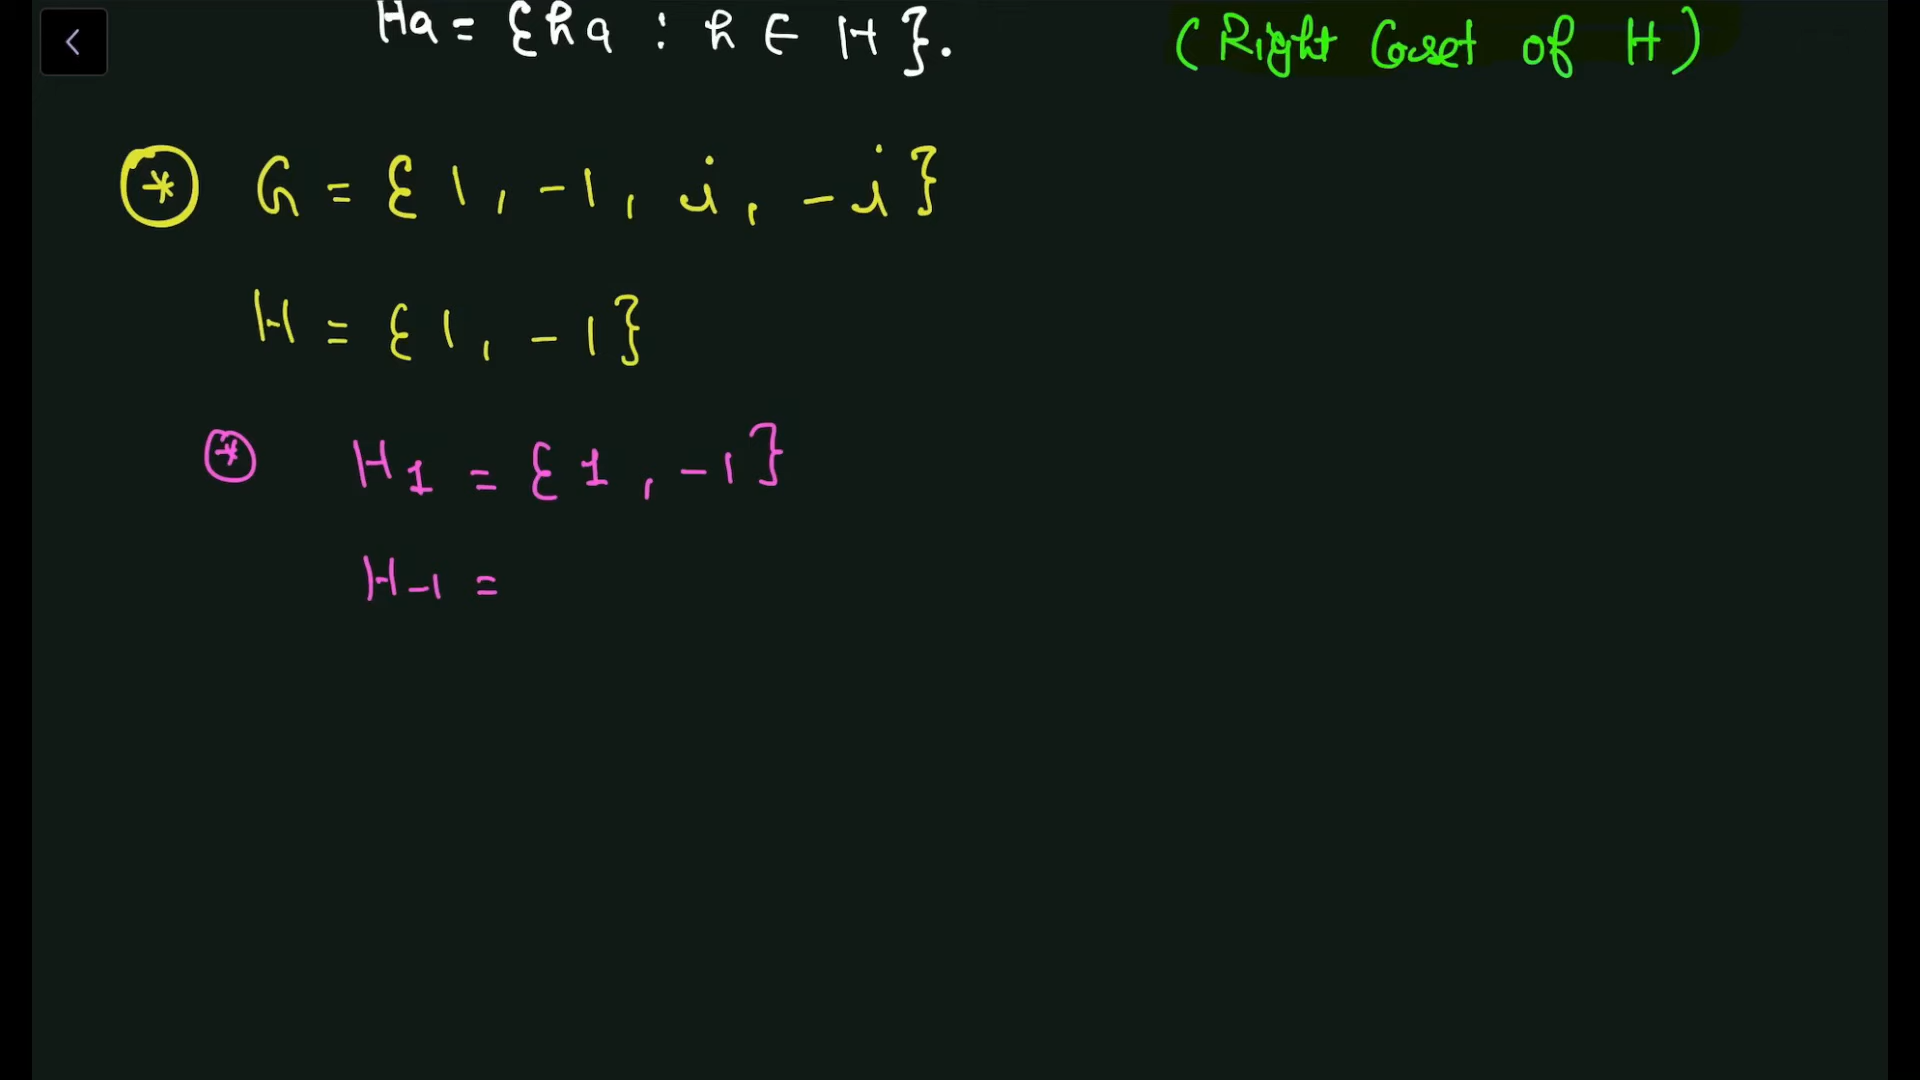 Ha = {ha : h ∈ H}. (Right Coset of H)
* G = {1, -1, i, -i}
H = {1, -1}
* H1 = {1, -1}
H-1 =